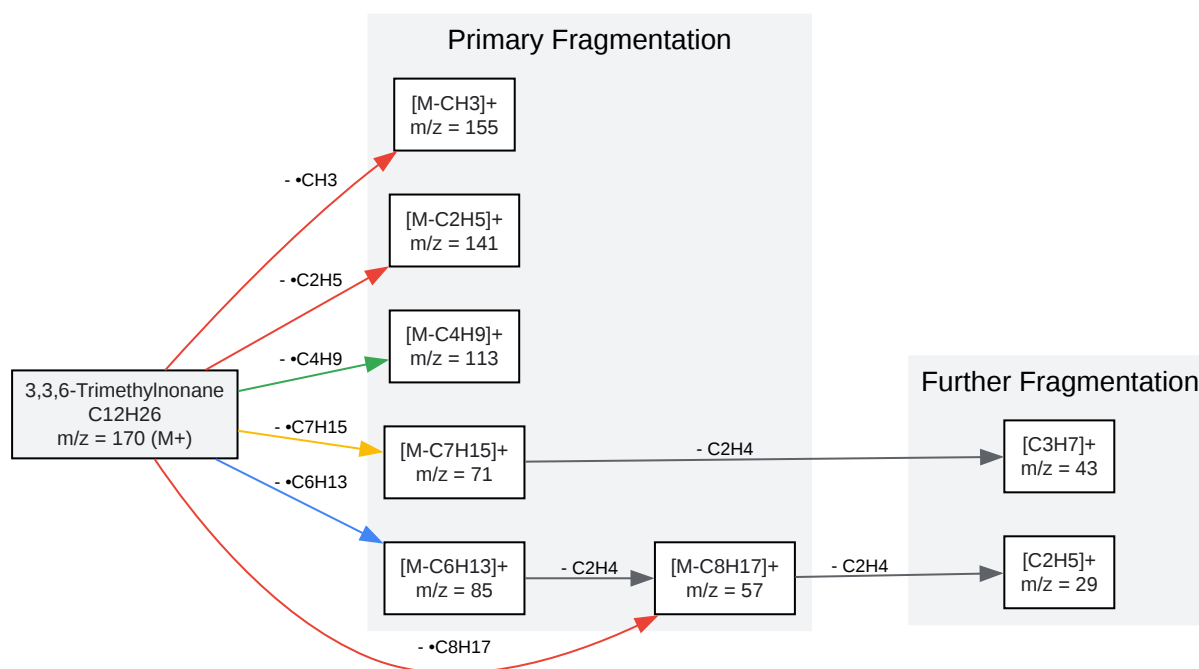 Primary Fragmentation
[M-CH3]+
m/z = 155
- •CH3
[M-C2H5]+
m/z = 141
- •C2H5
[M-C4H9]+
m/z = 113
- •C4H9
3,3,6-Trimethylnonane
C12H26
m/z = 170 (M+)
Further Fragmentation
- •C7H15
[M-C7H15]+
m/z = 71
- C2H4
[C3H7]+
m/z = 43
- •C6H13
[M-C6H13]+
m/z = 85
- C2H4
[M-C8H17]+
m/z = 57
- C2H4
[C2H5]+
m/z = 29
- •C8H17